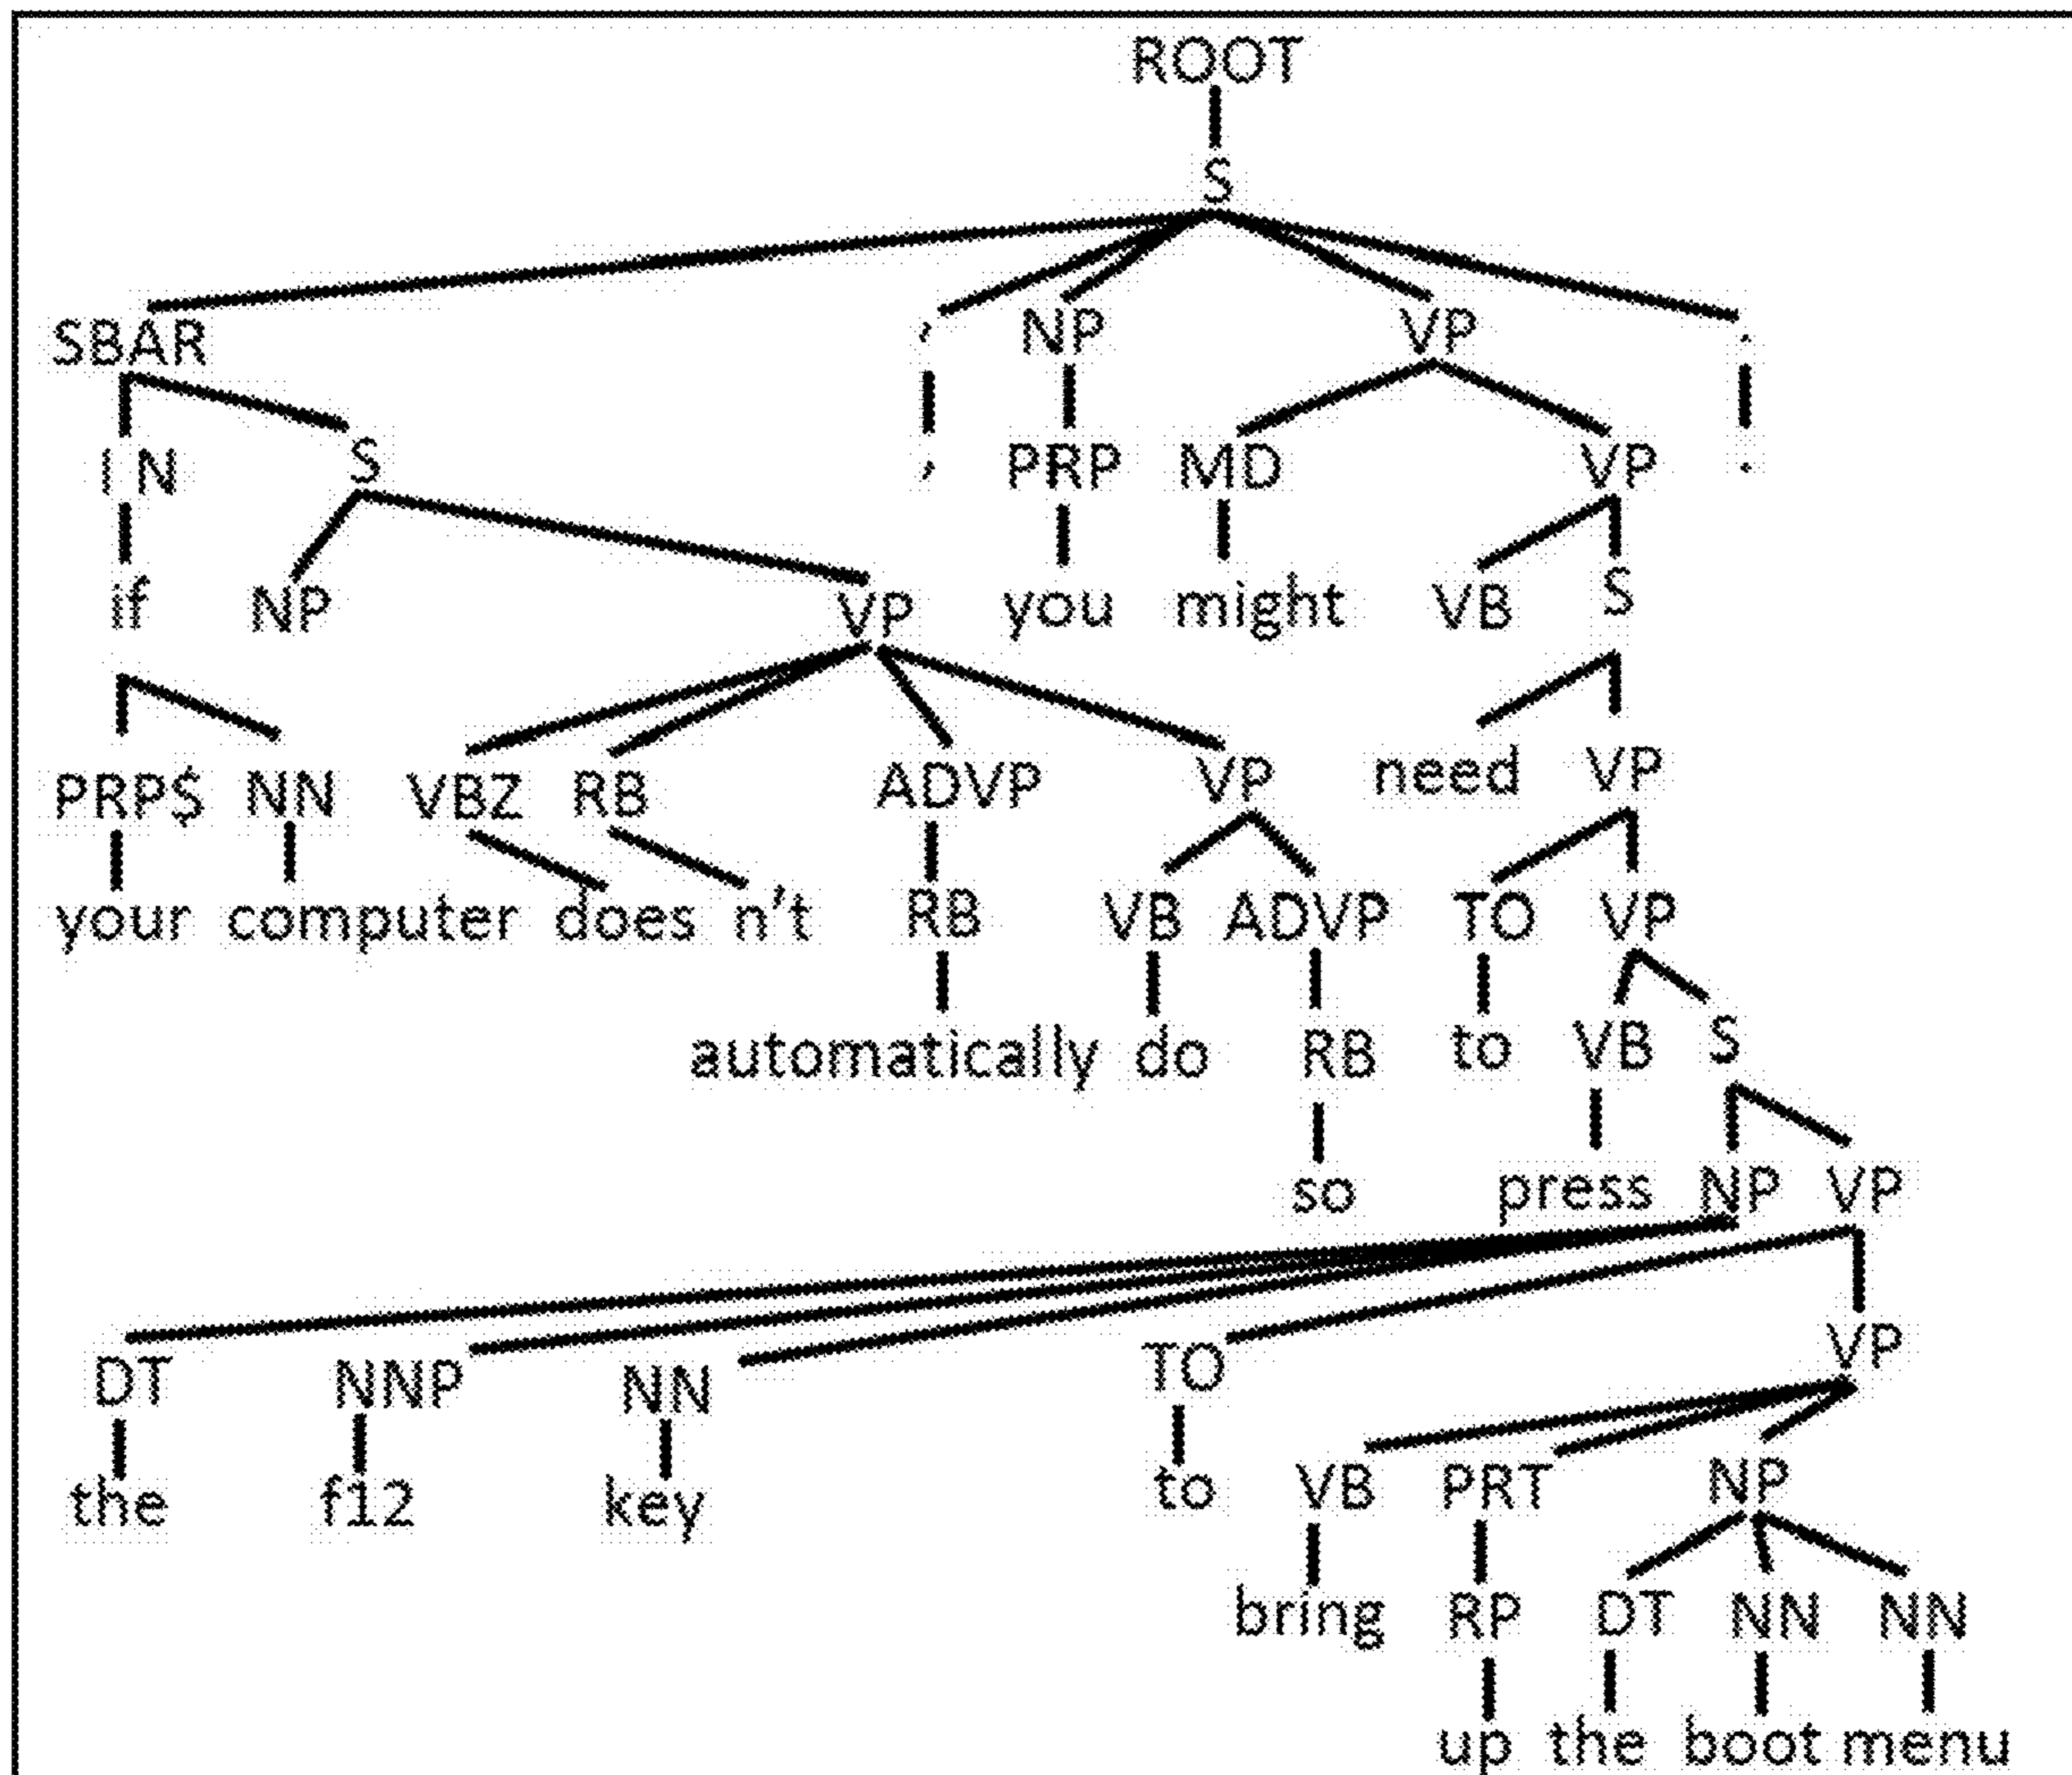 ROOT
S
SBAR , NP VP .
IN S , PRP MD VP .
if NP VP you might VB S
PRP$ NN VBZ RB ADVP VP need VP
your computer does n't RB VB ADVP TO VP
automatically do RB to VB S
so press NP VP
DT NNP NN TO VP
the f12 key to VB PRT NP
bring RP DT NN NN
up the boot menu